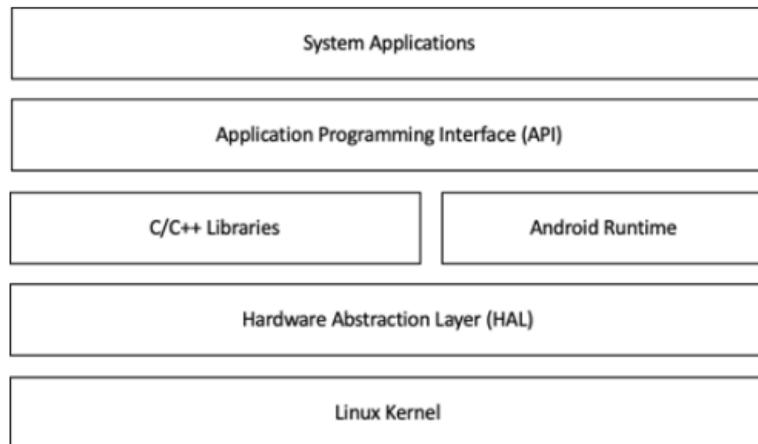 System Applications
Application Programming Interface (API)
C/C++ Libraries
Android Runtime
Hardware Abstraction Layer (HAL)
Linux Kernel